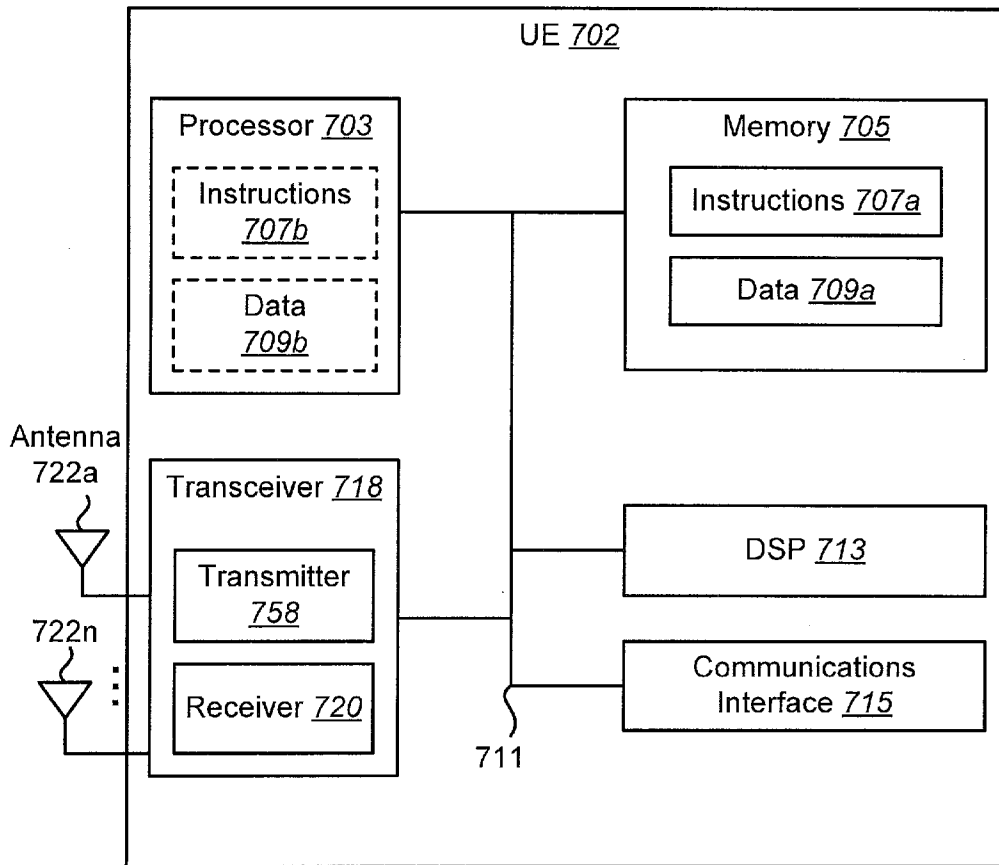 UE 702
Processor 703
Instructions
707b
Data
709b
Memory 705
Instructions 707a
Data 709a
Antenna
722a
722n
Transceiver 718
Transmitter
758
Receiver 720
DSP 713
Communications
Interface 715
711